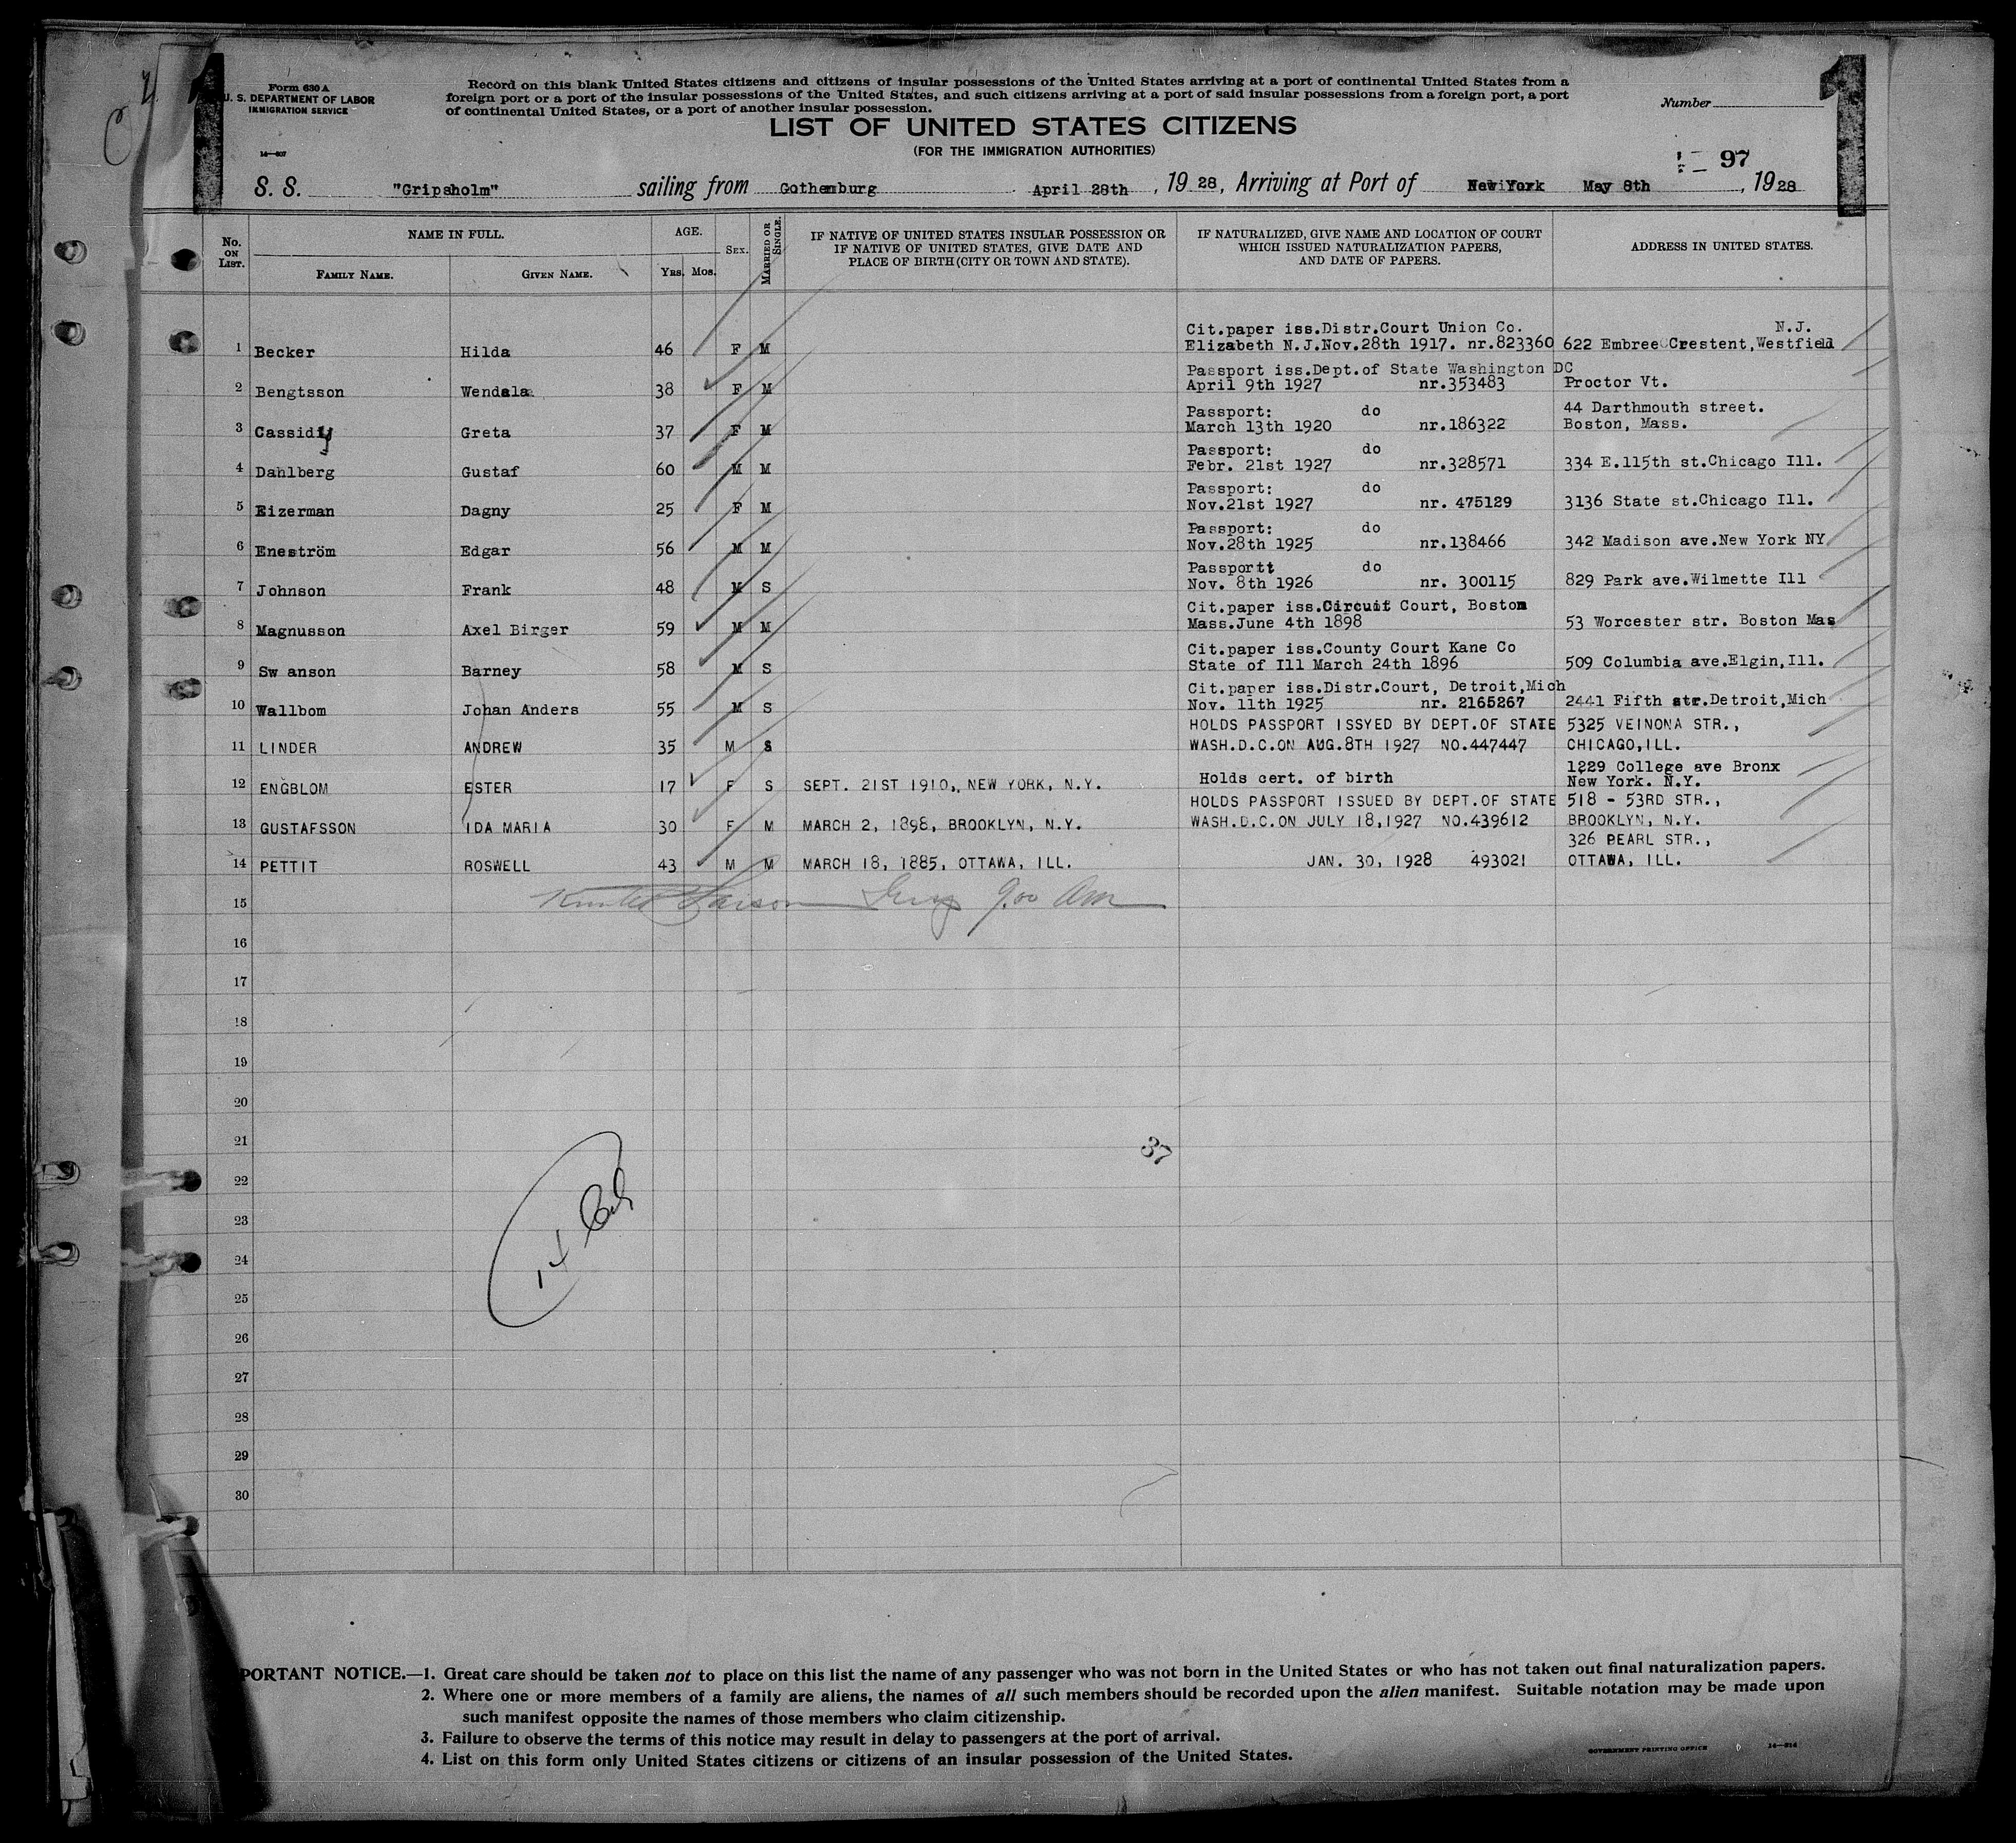 Form 630 A
U. S. DEPARTMENT OF LABOR
IMMIGRATION SERVICE
Record on this blank United States citizens and citizens of insular possessions of the United States arriving at a port of continental United States from a
foreign port or a port of the insular possessions of the United States, and such citizens arriving at a port of said insular possessions from a foreign port, a port
of continental United States, or a port of another insular possession.
Number
1 1
LIST OF UNITED STATES CITIZENS
(FOR THE IMMIGRATION AUTHORITIES)
97
S. S. "Gripsholm" sailing from Gothenburg April 28th, 1928, Arriving at Port of New York May 8th, 1928
No. ON LIST.
NAME IN FULL.
FAMILY NAME. GIVEN NAME.
AGE.
YRS. MOS.
SEX.
MARRIED OR SINGLE.
IF NATIVE OF UNITED STATES INSULAR POSSESSION OR
IF NATIVE OF UNITED STATES, GIVE DATE AND
PLACE OF BIRTH (CITY OR TOWN AND STATE).
IF NATURALIZED, GIVE NAME AND LOCATION OF COURT
WHICH ISSUED NATURALIZATION PAPERS,
AND DATE OF PAPERS.
ADDRESS IN UNITED STATES.
Cit.paper iss.Distr.Court Union Co. N.J.
1 Becker Hilda 46 F M Elizabeth N.J.Nov.28th 1917. nr.823360 622 Embree Crestent,Westfield
Passport iss.Dept.of State Washington DC
2 Bengtsson Wendala 38 F M April 9th 1927 nr.353483 Proctor Vt.
Passport: do 44 Darthmouth street.
3 Cassidy Greta 37 F M March 13th 1920 nr.186322 Boston, Mass.
Passport: do
4 Dahlberg Gustaf 60 M M Febr. 21st 1927 nr.328571 334 E.115th st.Chicago Ill.
Passport: do
5 Eizerman Dagny 25 F M Nov.21st 1927 nr. 475129 3136 State st.Chicago Ill.
Passport: do
6 Eneström Edgar 56 M M Nov.28th 1925 nr.138466 342 Madison ave.New York NY
Passportt do
7 Johnson Frank 48 M S Nov. 8th 1926 nr. 300115 829 Park ave.Wilmette Ill
Cit.paper iss.Circuit Court, Boston
8 Magnusson Axel Birger 59 M M Mass.June 4th 1898 53 Worcester str. Boston Mas
Cit.paper iss.County Court Kane Co
9 Sw anson Barney 58 M S State of Ill March 24th 1896 509 Columbia ave.Elgin,Ill.
Cit.paper iss.Distr.Court, Detroit,Mich
10 Wallbom Johan Anders 55 M S Nov. 11th 1925 nr. 2165267 2441 Fifth str.Detroit,Mich
HOLDS PASSPORT ISSYED BY DEPT.OF STATE 5325 VEINONA STR.,
11 LINDER ANDREW 35 M S WASH.D.C.ON AUG.8TH 1927 NO.447447 CHICAGO,ILL.
1229 College ave Bronx
12 ENGBLOM ESTER 17 F S SEPT. 21ST 1910,, NEW YORK, N.Y. Holds cert. of birth New York. N.Y.
HOLDS PASSPORT ISSUED BY DEPT.OF STATE 518 - 53RD STR.,
13 GUSTAFSSON IDA MARIA 30 F M MARCH 2, 1898, BROOKLYN, N.Y. WASH.D.C.ON JULY 18,1927 NO.439612 BROOKLYN, N.Y.
326 PEARL STR.,
14 PETTIT ROSWELL 43 M M MARCH 18, 1885, OTTAWA, ILL. JAN. 30, 1928 493021 OTTAWA, ILL.
15 9.00 Am
16
17
18
19
20
21
37
22
23
24
14
25
26
27
28
29
30
PORTANT NOTICE.—1. Great care should be taken not to place on this list the name of any passenger who was not born in the United States or who has not taken out final naturalization papers.
2. Where one or more members of a family are aliens, the names of all such members should be recorded upon the alien manifest. Suitable notation may be made upon
such manifest opposite the names of those members who claim citizenship.
3. Failure to observe the terms of this notice may result in delay to passengers at the port of arrival.
4. List on this form only United States citizens or citizens of an insular possession of the United States.
GOVERNMENT PRINTING OFFICE